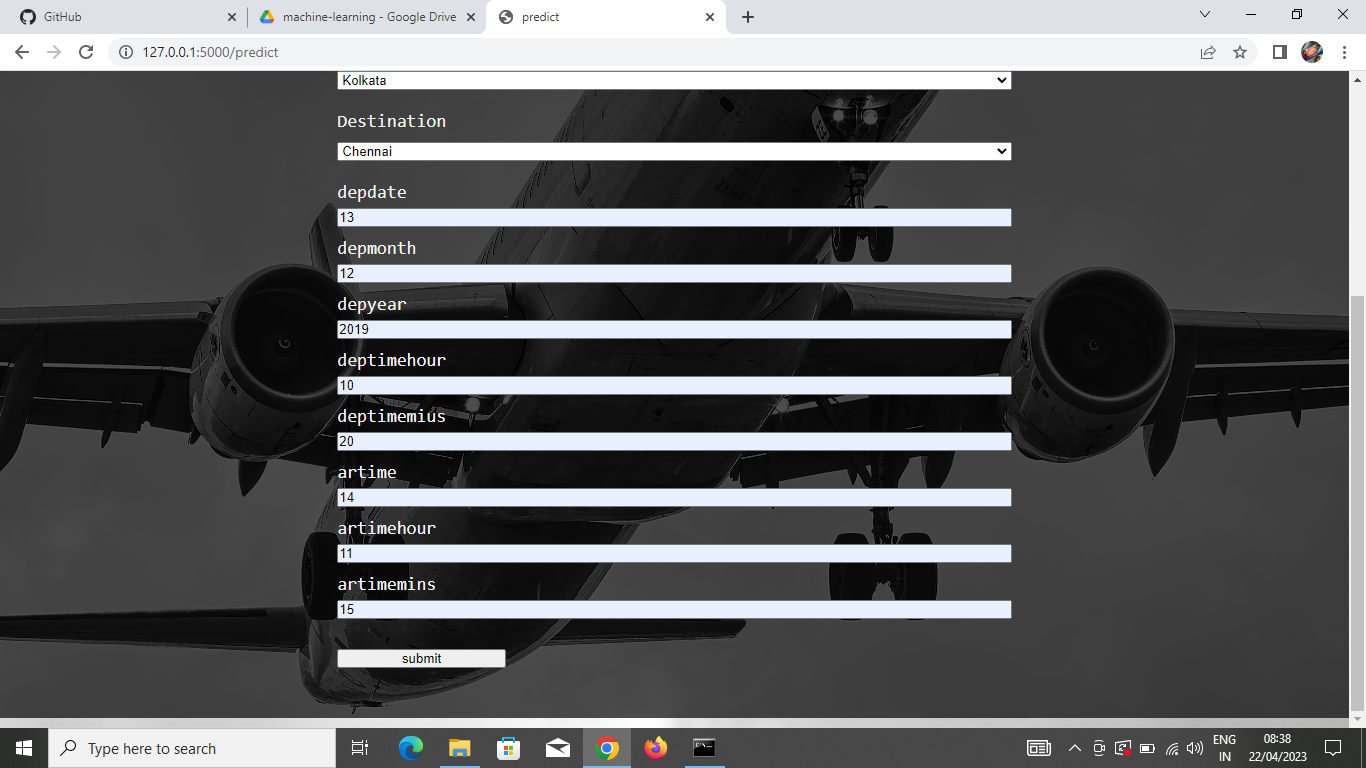 GitHub
machine-learning - Google Drive
predict
127.0.0.1:5000/predict
Kolkata
Destination
Chennai
depdate
13
depmonth
12
depyear
2019
deptimehour
10
deptimemius
20
artime
14
artimehour
11
artimemins
15
submit
Type here to search
ENG
IN
08:38
22/04/2023